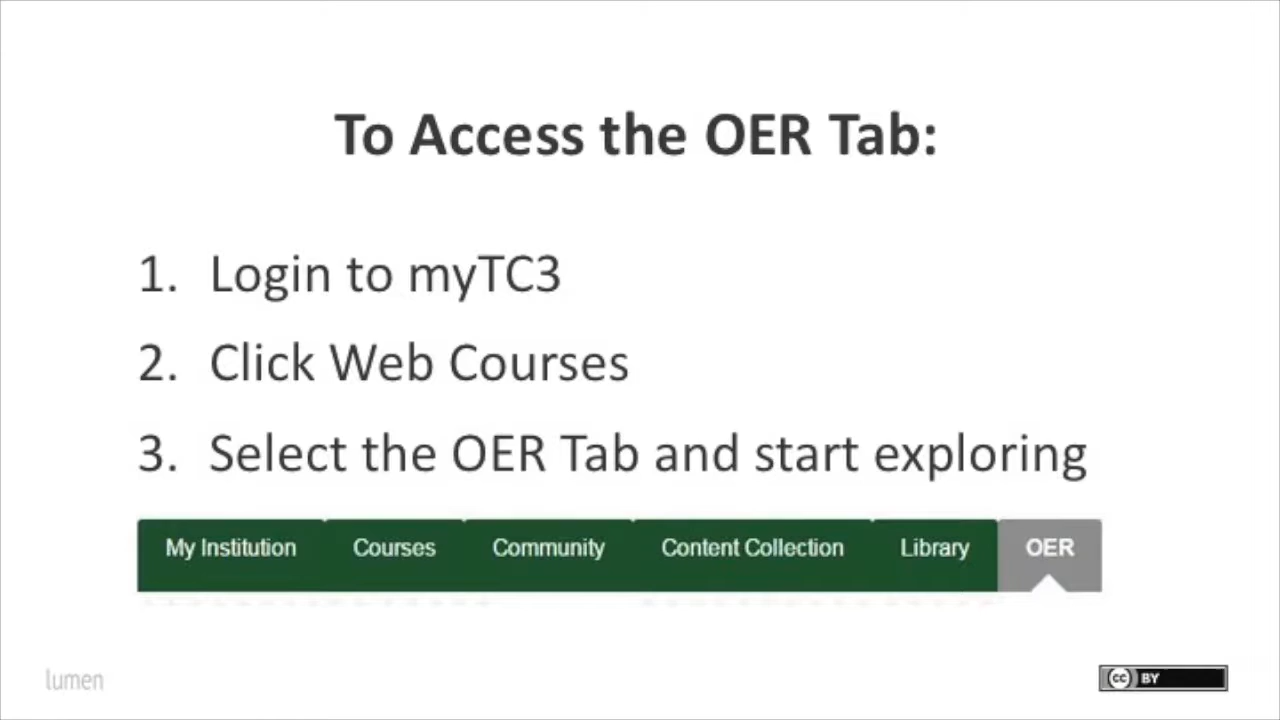 To Access the OER Tab:
1. Login to myTC3
2. Click Web Courses
3. Select the OER Tab and start exploring
My Institution Courses Community Content Collection Library OER
lumen
cc BY